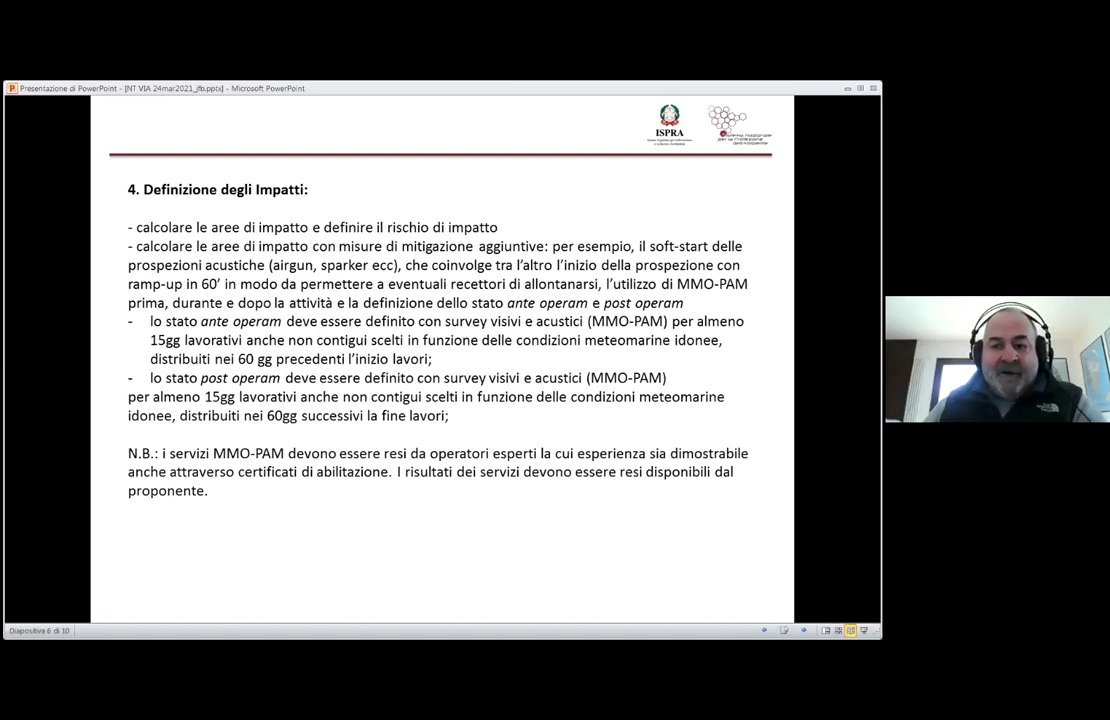 Presentazione di PowerPoint - [NT VIA 24mar2021_jfb.pptx] - Microsoft PowerPoint
ISPRA
Sistema Nazionale
per la Protezione
dell'Ambiente
4. Definizione degli Impatti:
- calcolare le aree di impatto e definire il rischio di impatto
- calcolare le aree di impatto con misure di mitigazione aggiuntive: per esempio, il soft-start delle
prospezioni acustiche (airgun, sparker ecc), che coinvolge tra l'altro l'inizio della prospezione con
ramp-up in 60' in modo da permettere a eventuali recettori di allontanarsi, l'utilizzo di MMO-PAM
prima, durante e dopo la attività e la definizione dello stato ante operam e post operam
- lo stato ante operam deve essere definito con survey visivi e acustici (MMO-PAM) per almeno
15gg lavorativi anche non contigui scelti in funzione delle condizioni meteomarine idonee,
distribuiti nei 60 gg precedenti l'inizio lavori;
- lo stato post operam deve essere definito con survey visivi e acustici (MMO-PAM)
per almeno 15gg lavorativi anche non contigui scelti in funzione delle condizioni meteomarine
idonee, distribuiti nei 60gg successivi la fine lavori;
N.B.: i servizi MMO-PAM devono essere resi da operatori esperti la cui esperienza sia dimostrabile
anche attraverso certificati di abilitazione. I risultati dei servizi devono essere resi disponibili dal
proponente.
Diapositiva 6 di 10